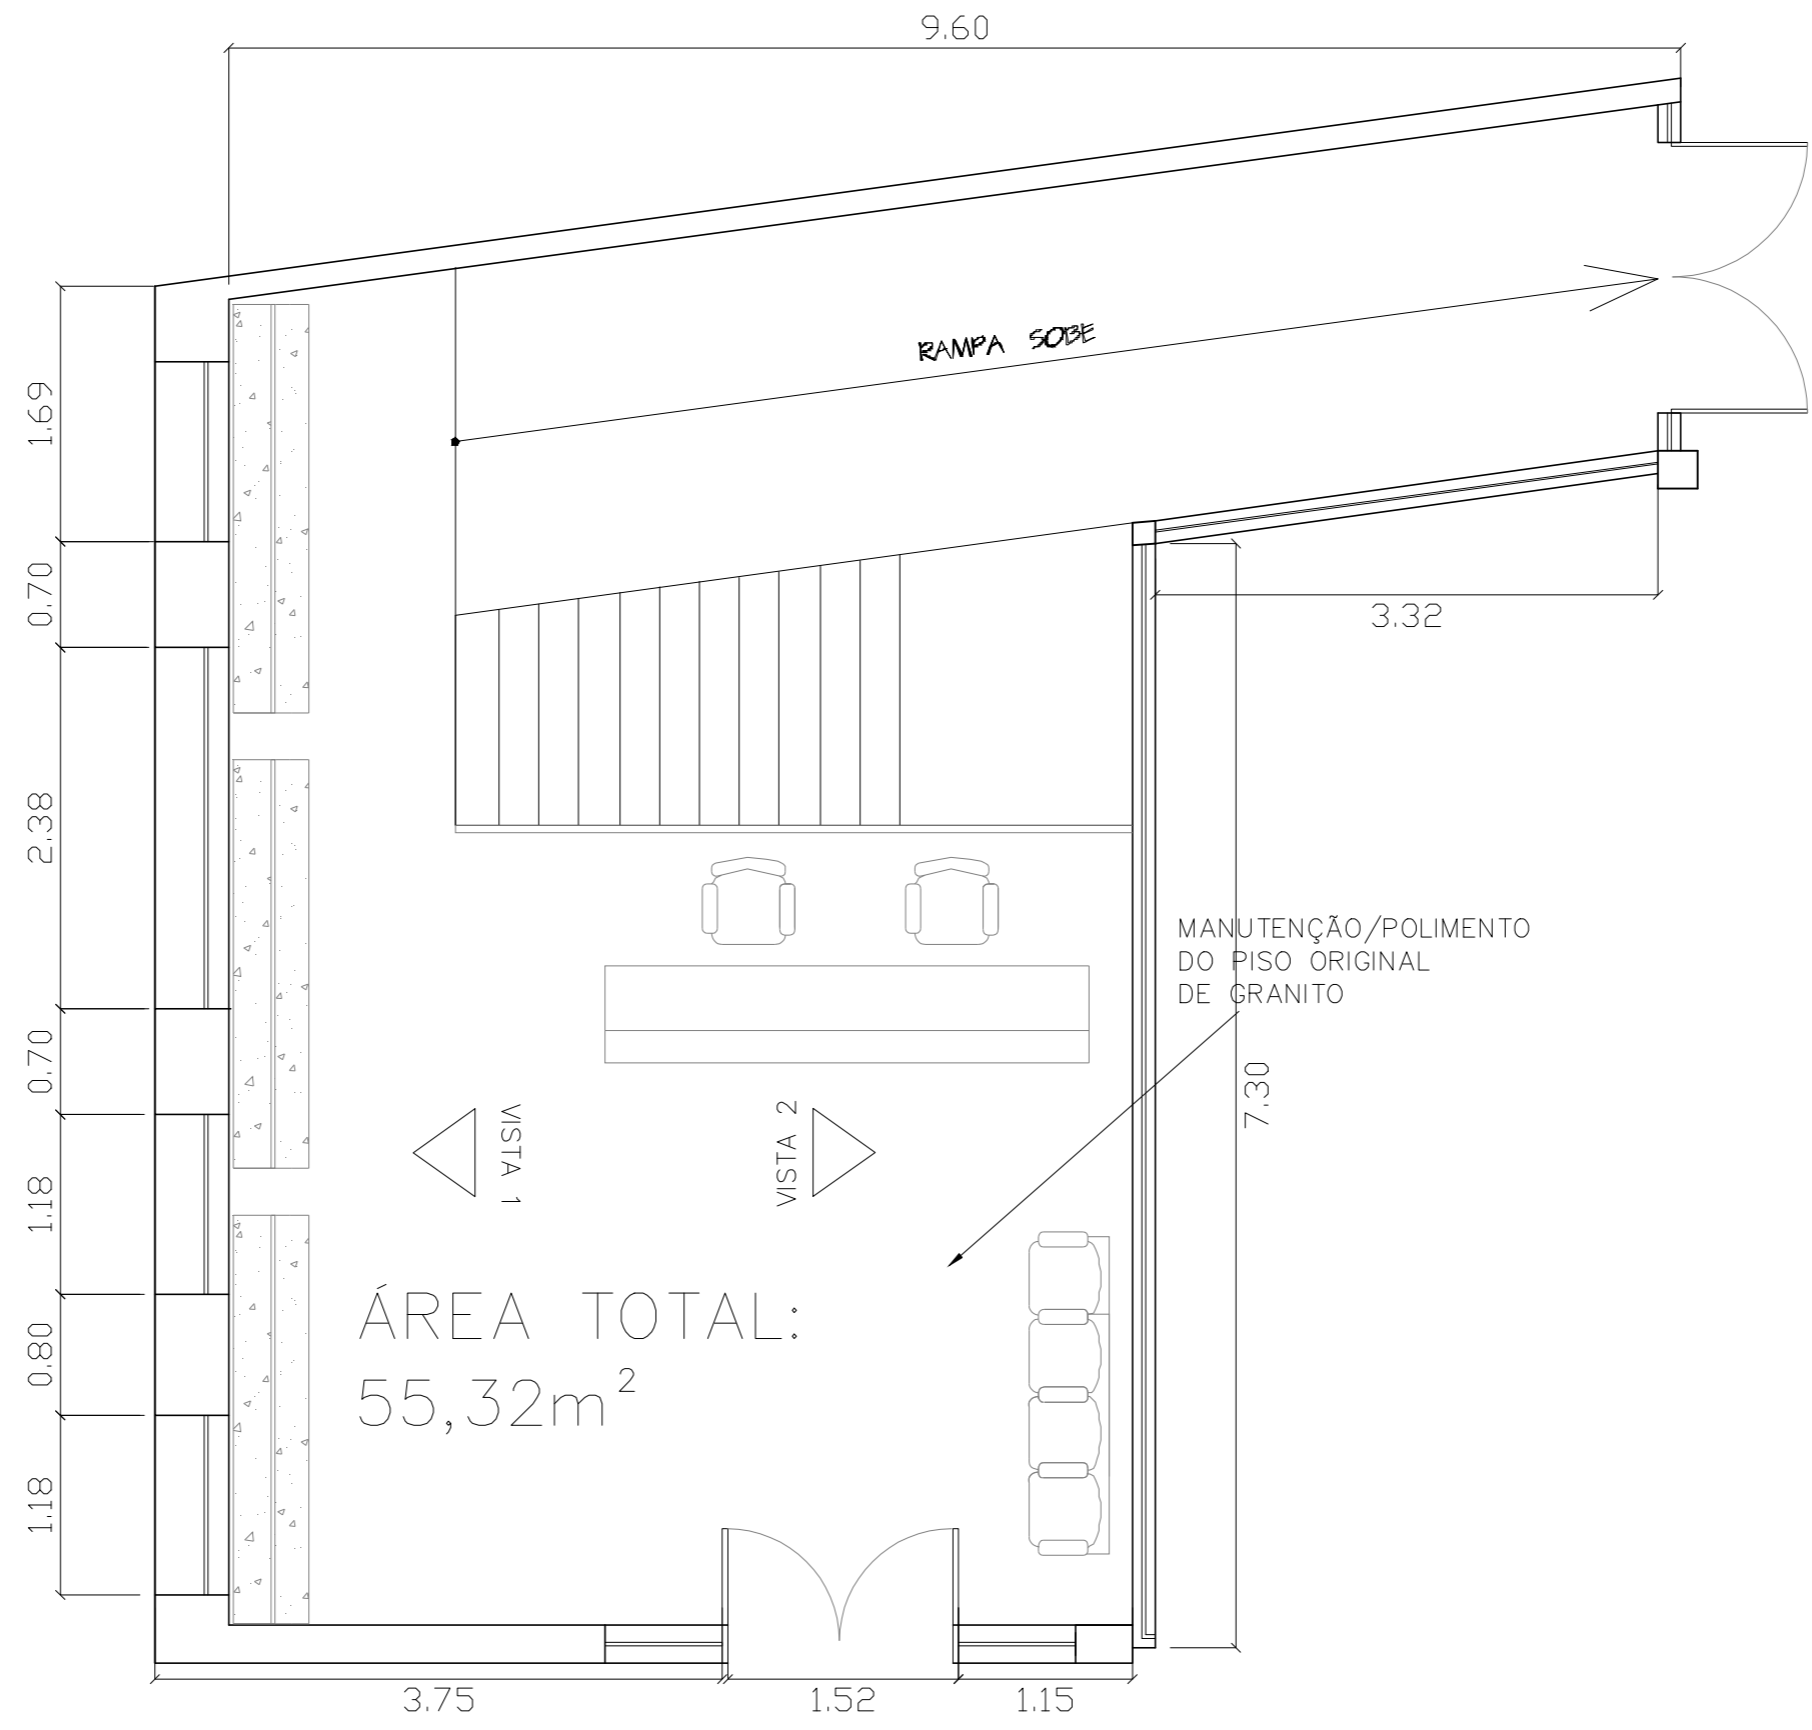 9.60
RAMPA SOBE
1.69
0.70
3.32
2.38
MANUTENÇÃO/POLIMENTO
DO PISO ORIGINAL
DE GRANITO
0.70
7.30
VISTA 1
VISTA 2
1.18
ÁREA TOTAL:
55,32m²
0.80
1.18
3.75
1.52
1.15